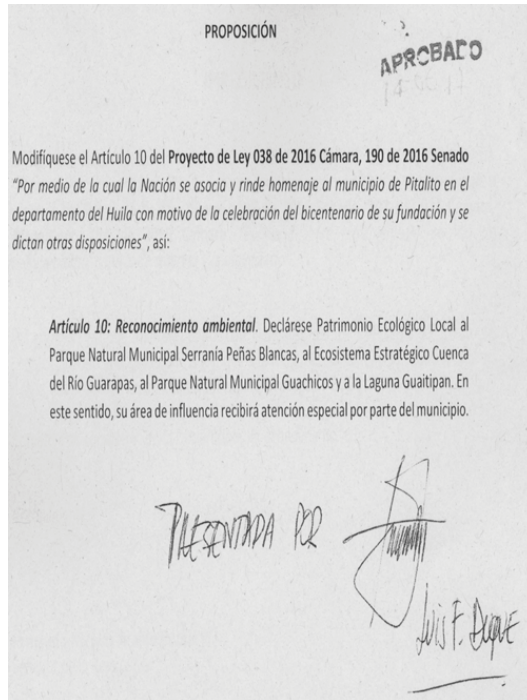 PROPOSICIÓN
APROBADO
Modifíquese el Artículo 10 del Proyecto de Ley 038 de 2016 Cámara, 190 de 2016 Senado
"Por medio de la cual la Nación se asocia y rinde homenaje al municipio de Pitalito en el
departamento del Huila con motivo de la celebración del bicentenario de su fundación y se
dictan otras disposiciones", así:
Artículo 10: Reconocimiento ambiental. Declárese Patrimonio Ecológico Local al
Parque Natural Municipal Serranía Peñas Blancas, al Ecosistema Estratégico Cuenca
del Río Guarapas, al Parque Natural Municipal Guachicos y a la Laguna Guaitipan. En
este sentido, su área de influencia recibirá atención especial por parte del municipio.
PRESENTADA POR
Luis F. Duque